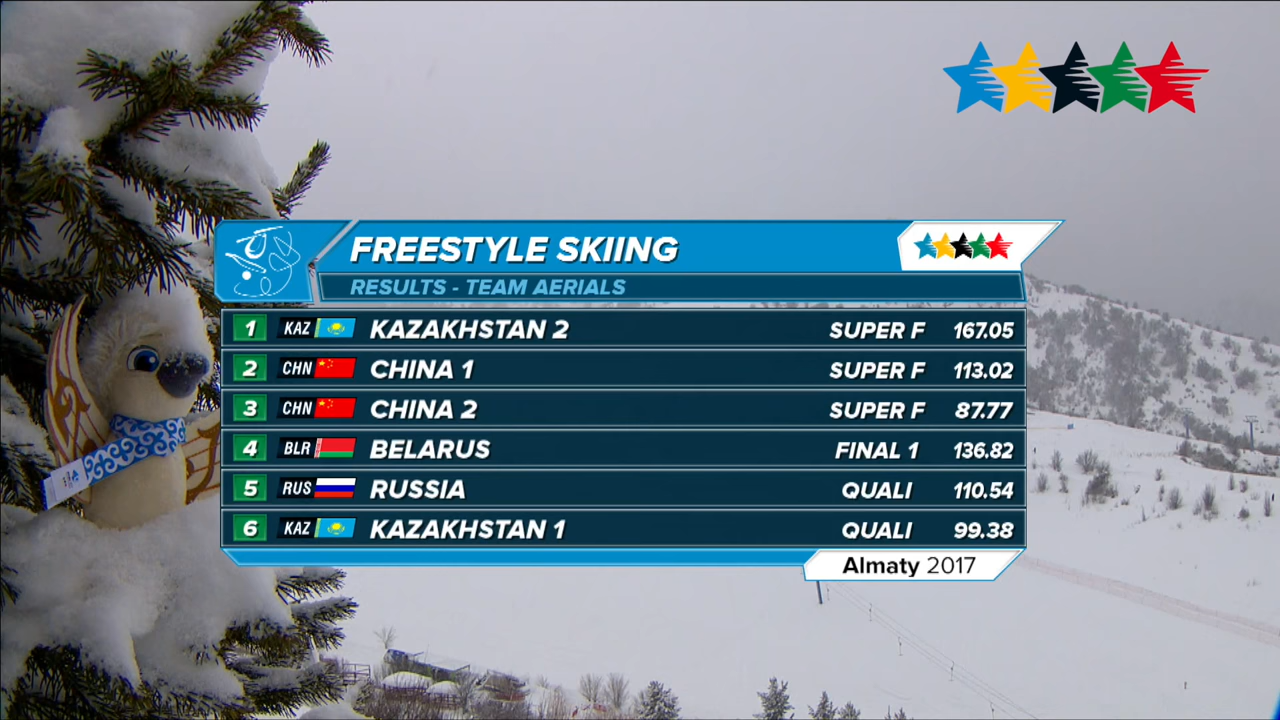 FREESTYLE SKIING
RESULTS - TEAM AERIALS
1 KAZ KAZAKHSTAN 2 SUPER F 167.05
2 CHN CHINA 1 SUPER F 113.02
3 CHN CHINA 2 SUPER F 87.77
4 BLR BELARUS FINAL 1 136.82
5 RUS RUSSIA QUALI 110.54
6 KAZ KAZAKHSTAN 1 QUALI 99.38
Almaty 2017